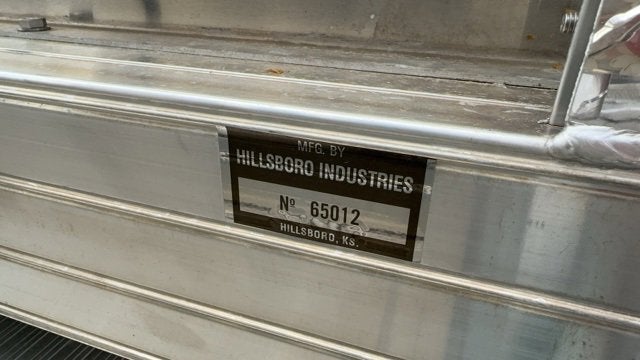 MFG. BY
HILLSBORO INDUSTRIES
Nº 65012
HILLSBORO, KS.